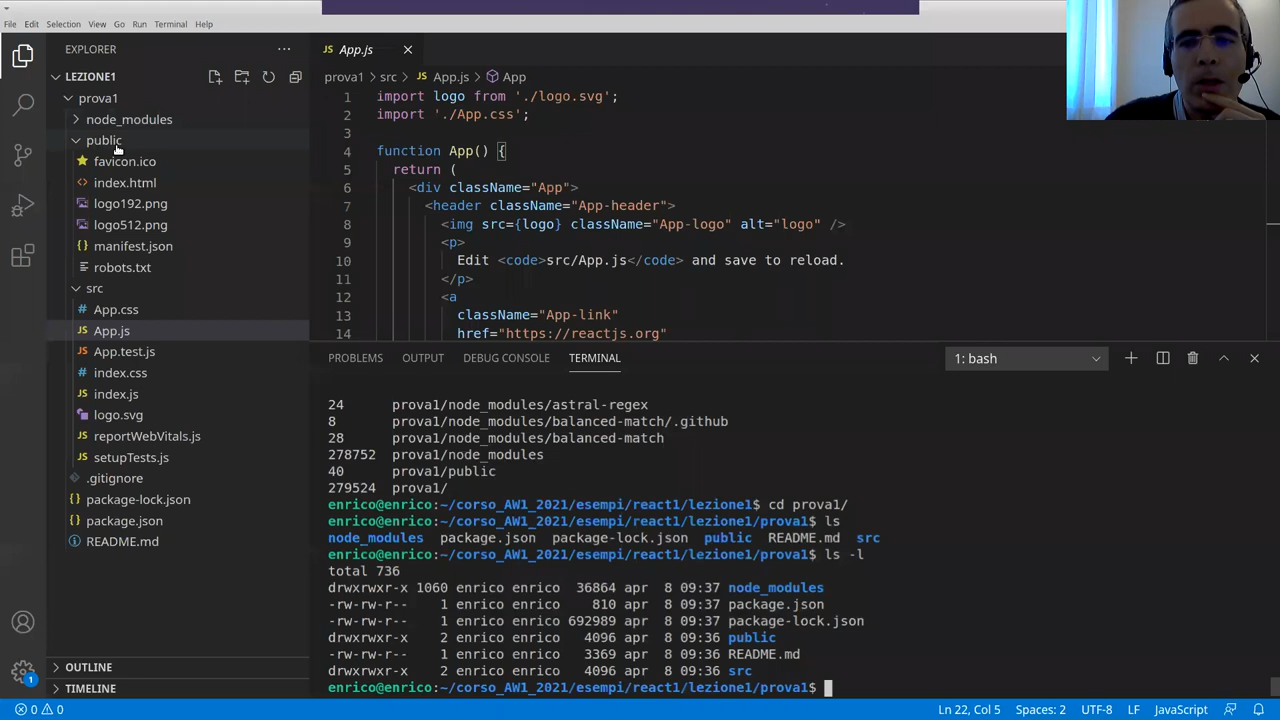 File Edit Selection View Go Run Terminal Help
EXPLORER
LEZIONE1
prova1
node_modules
public
favicon.ico
index.html
logo192.png
logo512.png
manifest.json
robots.txt
src
App.css
App.js
App.test.js
index.css
index.js
logo.svg
reportWebVitals.js
setupTests.js
.gitignore
package-lock.json
package.json
README.md
OUTLINE
TIMELINE
App.js
prova1 > src > App.js > App
1 import logo from './logo.svg';
2 import './App.css';
3
4 function App() {
5 return (
6 <div className="App">
7 <header className="App-header">
8 <img src={logo} className="App-logo" alt="logo" />
9 <p>
10 Edit <code>src/App.js</code> and save to reload.
11 </p>
12 <a
13 className="App-link"
14 href="https://reactjs.org"
PROBLEMS OUTPUT DEBUG CONSOLE TERMINAL 1: bash
24 prova1/node_modules/astral-regex
8 prova1/node_modules/balanced-match/.github
28 prova1/node_modules/balanced-match
278752 prova1/node_modules
40 prova1/public
279524 prova1/
enrico@enrico:~/corso_AW1_2021/esempi/react1/lezione1$ cd prova1/
enrico@enrico:~/corso_AW1_2021/esempi/react1/lezione1/prova1$ ls
node_modules package.json package-lock.json public README.md src
enrico@enrico:~/corso_AW1_2021/esempi/react1/lezione1/prova1$ ls -l
total 736
drwxrwxr-x 1060 enrico enrico 36864 apr 8 09:37 node_modules
-rw-rw-r-- 1 enrico enrico 810 apr 8 09:37 package.json
-rw-rw-r-- 1 enrico enrico 692989 apr 8 09:37 package-lock.json
drwxrwxr-x 2 enrico enrico 4096 apr 8 09:36 public
-rw-rw-r-- 1 enrico enrico 3369 apr 8 09:36 README.md
drwxrwxr-x 2 enrico enrico 4096 apr 8 09:36 src
enrico@enrico:~/corso_AW1_2021/esempi/react1/lezione1/prova1$
1
0 0 Ln 22, Col 5 Spaces: 2 UTF-8 LF JavaScript